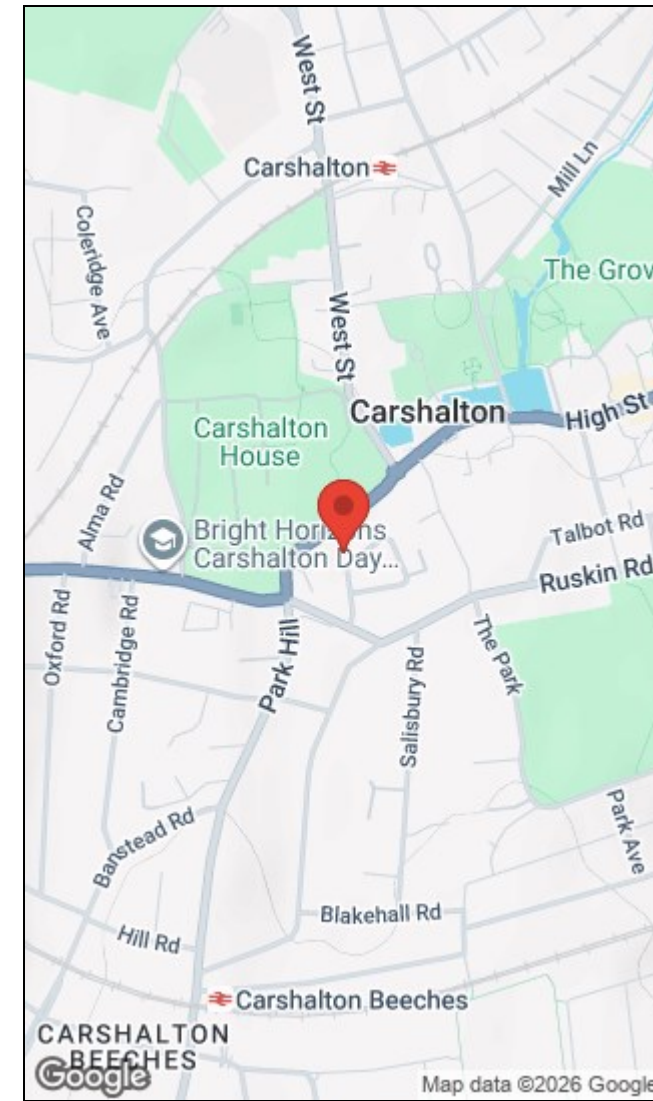 West St
Carshalton
Mill Ln
Coleridge Ave
The Grov
West St
Carshalton
High St
Carshalton
House
Alma Rd
Bright Horizons
Carshalton Day...
Talbot Rd
Ruskin Rd
Oxford Rd
Cambridge Rd
Park Hill
The Park
Salisbury Rd
Park Ave
Banstead Rd
Blakehall Rd
Hill Rd
Carshalton Beeches
CARSHALTON
BEECHES
Google
Map data ©2026 Google